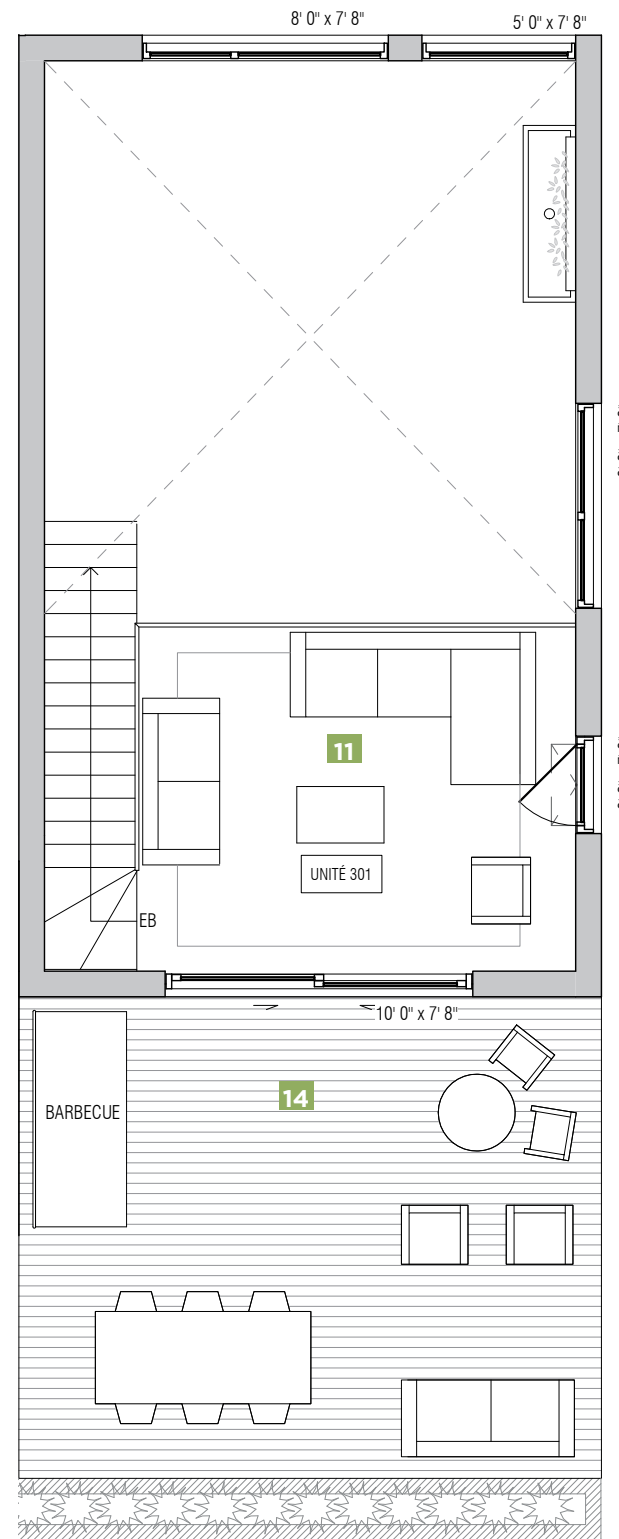 8' 0" x 7' 8"
5' 0" x 7' 8"
11
UNITÉ 301
EB
10' 0" x 7' 8"
14
BARBECUE